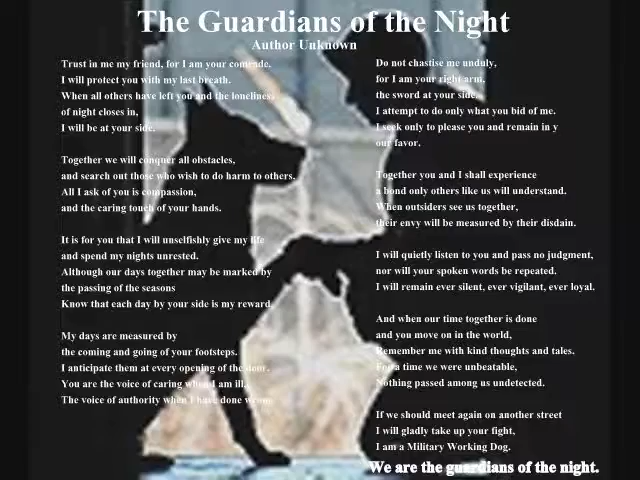 The Guardians of the Night
Author Unknown
Trust in me my friend, for I am your comrade.
I will protect you with my last breath.
When all others have left you and the loneliness
of night closes in,
I will be at your side.
Together we will conquer all obstacles,
and search out those who wish to do harm to others.
All I ask of you is compassion,
and the caring touch of your hands.
It is for you that I will unselfishly give my life
and spend my nights unrested.
Although our days together may be marked by
the passing of the seasons
Know that each day by your side is my reward.
My days are measured by
the coming and going of your footsteps.
I anticipate them at every opening of the door.
You are the voice of caring when I am ill.
The voice of authority when I have done wrong
Do not chastise me unduly,
for I am your right arm,
the sword at your side.
I attempt to do only what you bid of me.
I seek only to please you and remain in y
our favor.
Together you and I shall experience
a bond only others like us will understand.
When outsiders see us together,
their envy will be measured by their disdain.
I will quietly listen to you and pass no judgment,
nor will your spoken words be repeated.
I will remain ever silent, ever vigilant, ever loyal.
And when our time together is done
and you move on in the world,
Remember me with kind thoughts and tales.
For a time we were unbeatable,
Nothing passed among us undetected.
If we should meet again on another street
I will gladly take up your fight,
I am a Military Working Dog.
We are the guardians of the night.